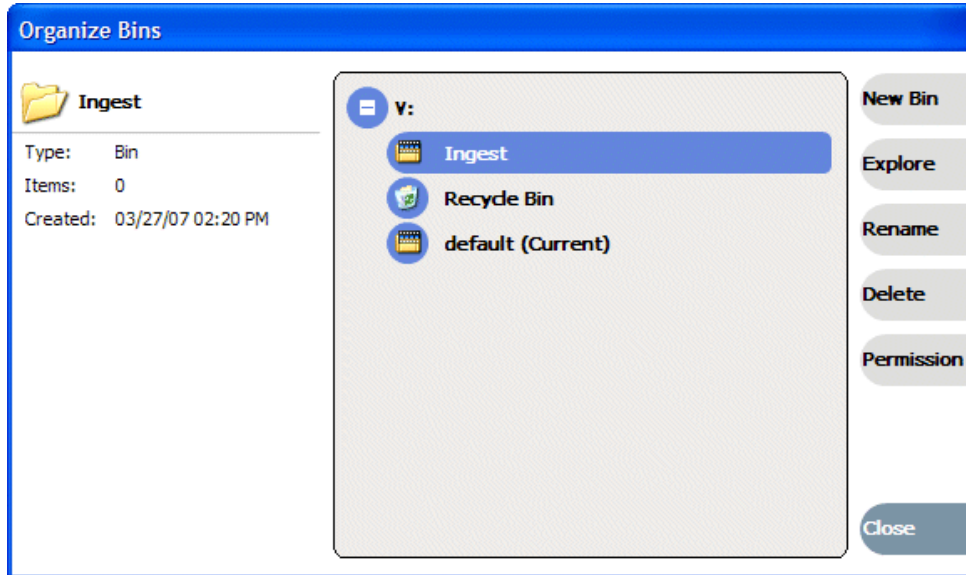 Organize Bins
Ingest
Type: Bin
Items: 0
Created: 03/27/07 02:20 PM
V:
Ingest
Recycle Bin
default (Current)
New Bin
Explore
Rename
Delete
Permission
Close